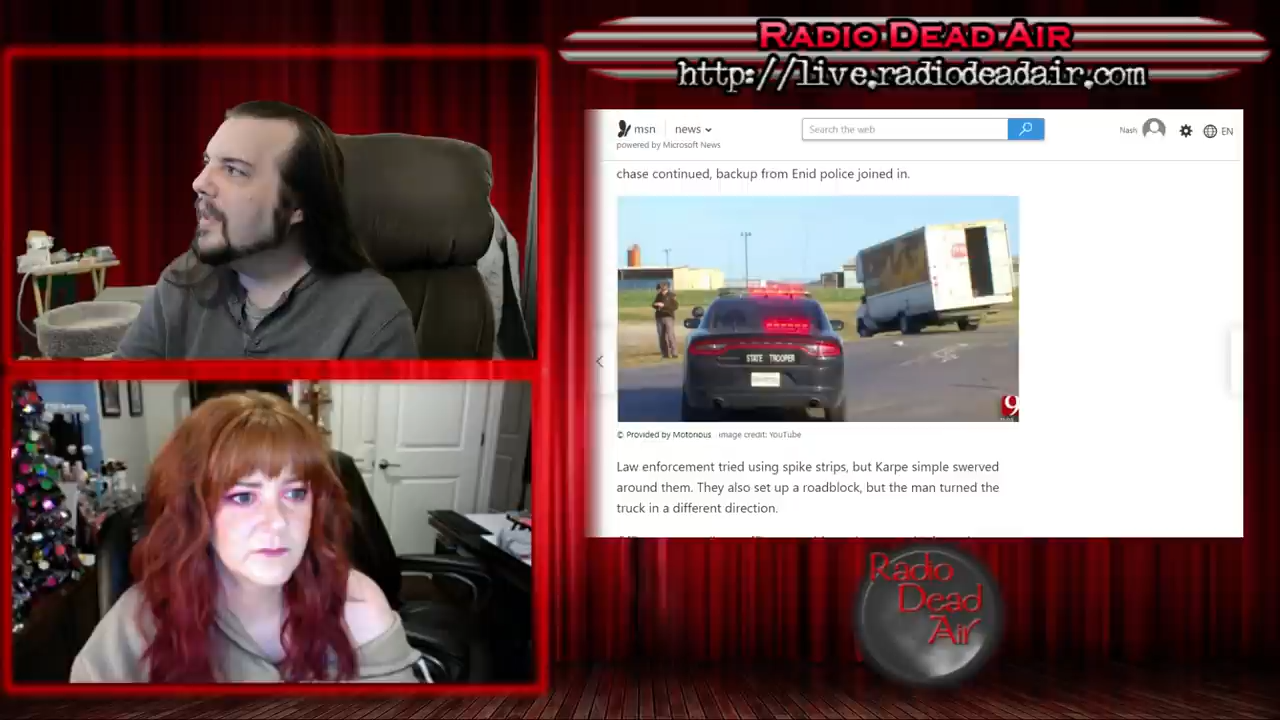 Radio Dead Air
http://live.radiodeadair.com
msn
news
powered by Microsoft News
Search the web
Nash
EN
chase continued, backup from Enid police joined in.
STATE TROOPER
9
© Provided by Motorious
image credit: YouTube
Law enforcement tried using spike strips, but Karpe simple swerved
around them. They also set up a roadblock, but the man turned the
truck in a different direction.
Radio
Dead
Air